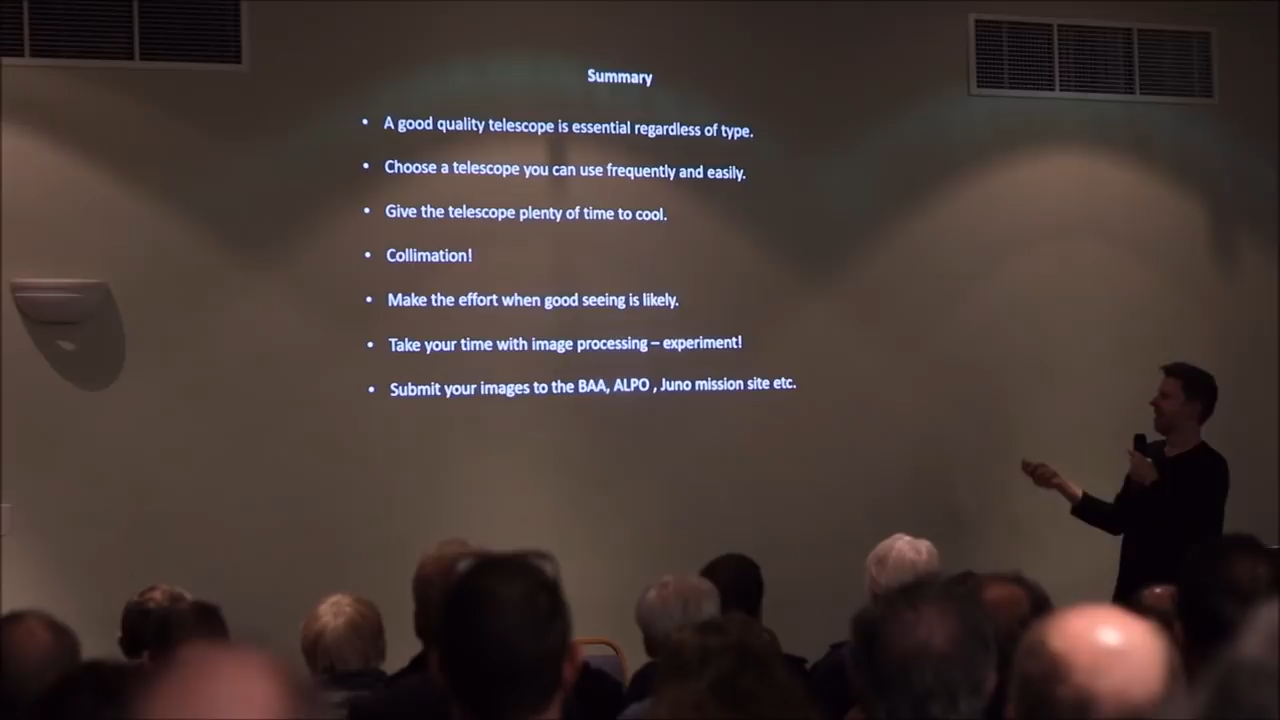 Summary
• A good quality telescope is essential regardless of type.
• Choose a telescope you can use frequently and easily.
• Give the telescope plenty of time to cool.
• Collimation!
• Make the effort when good seeing is likely.
• Take your time with image processing – experiment!
• Submit your images to the BAA, ALPO , Juno mission site etc.